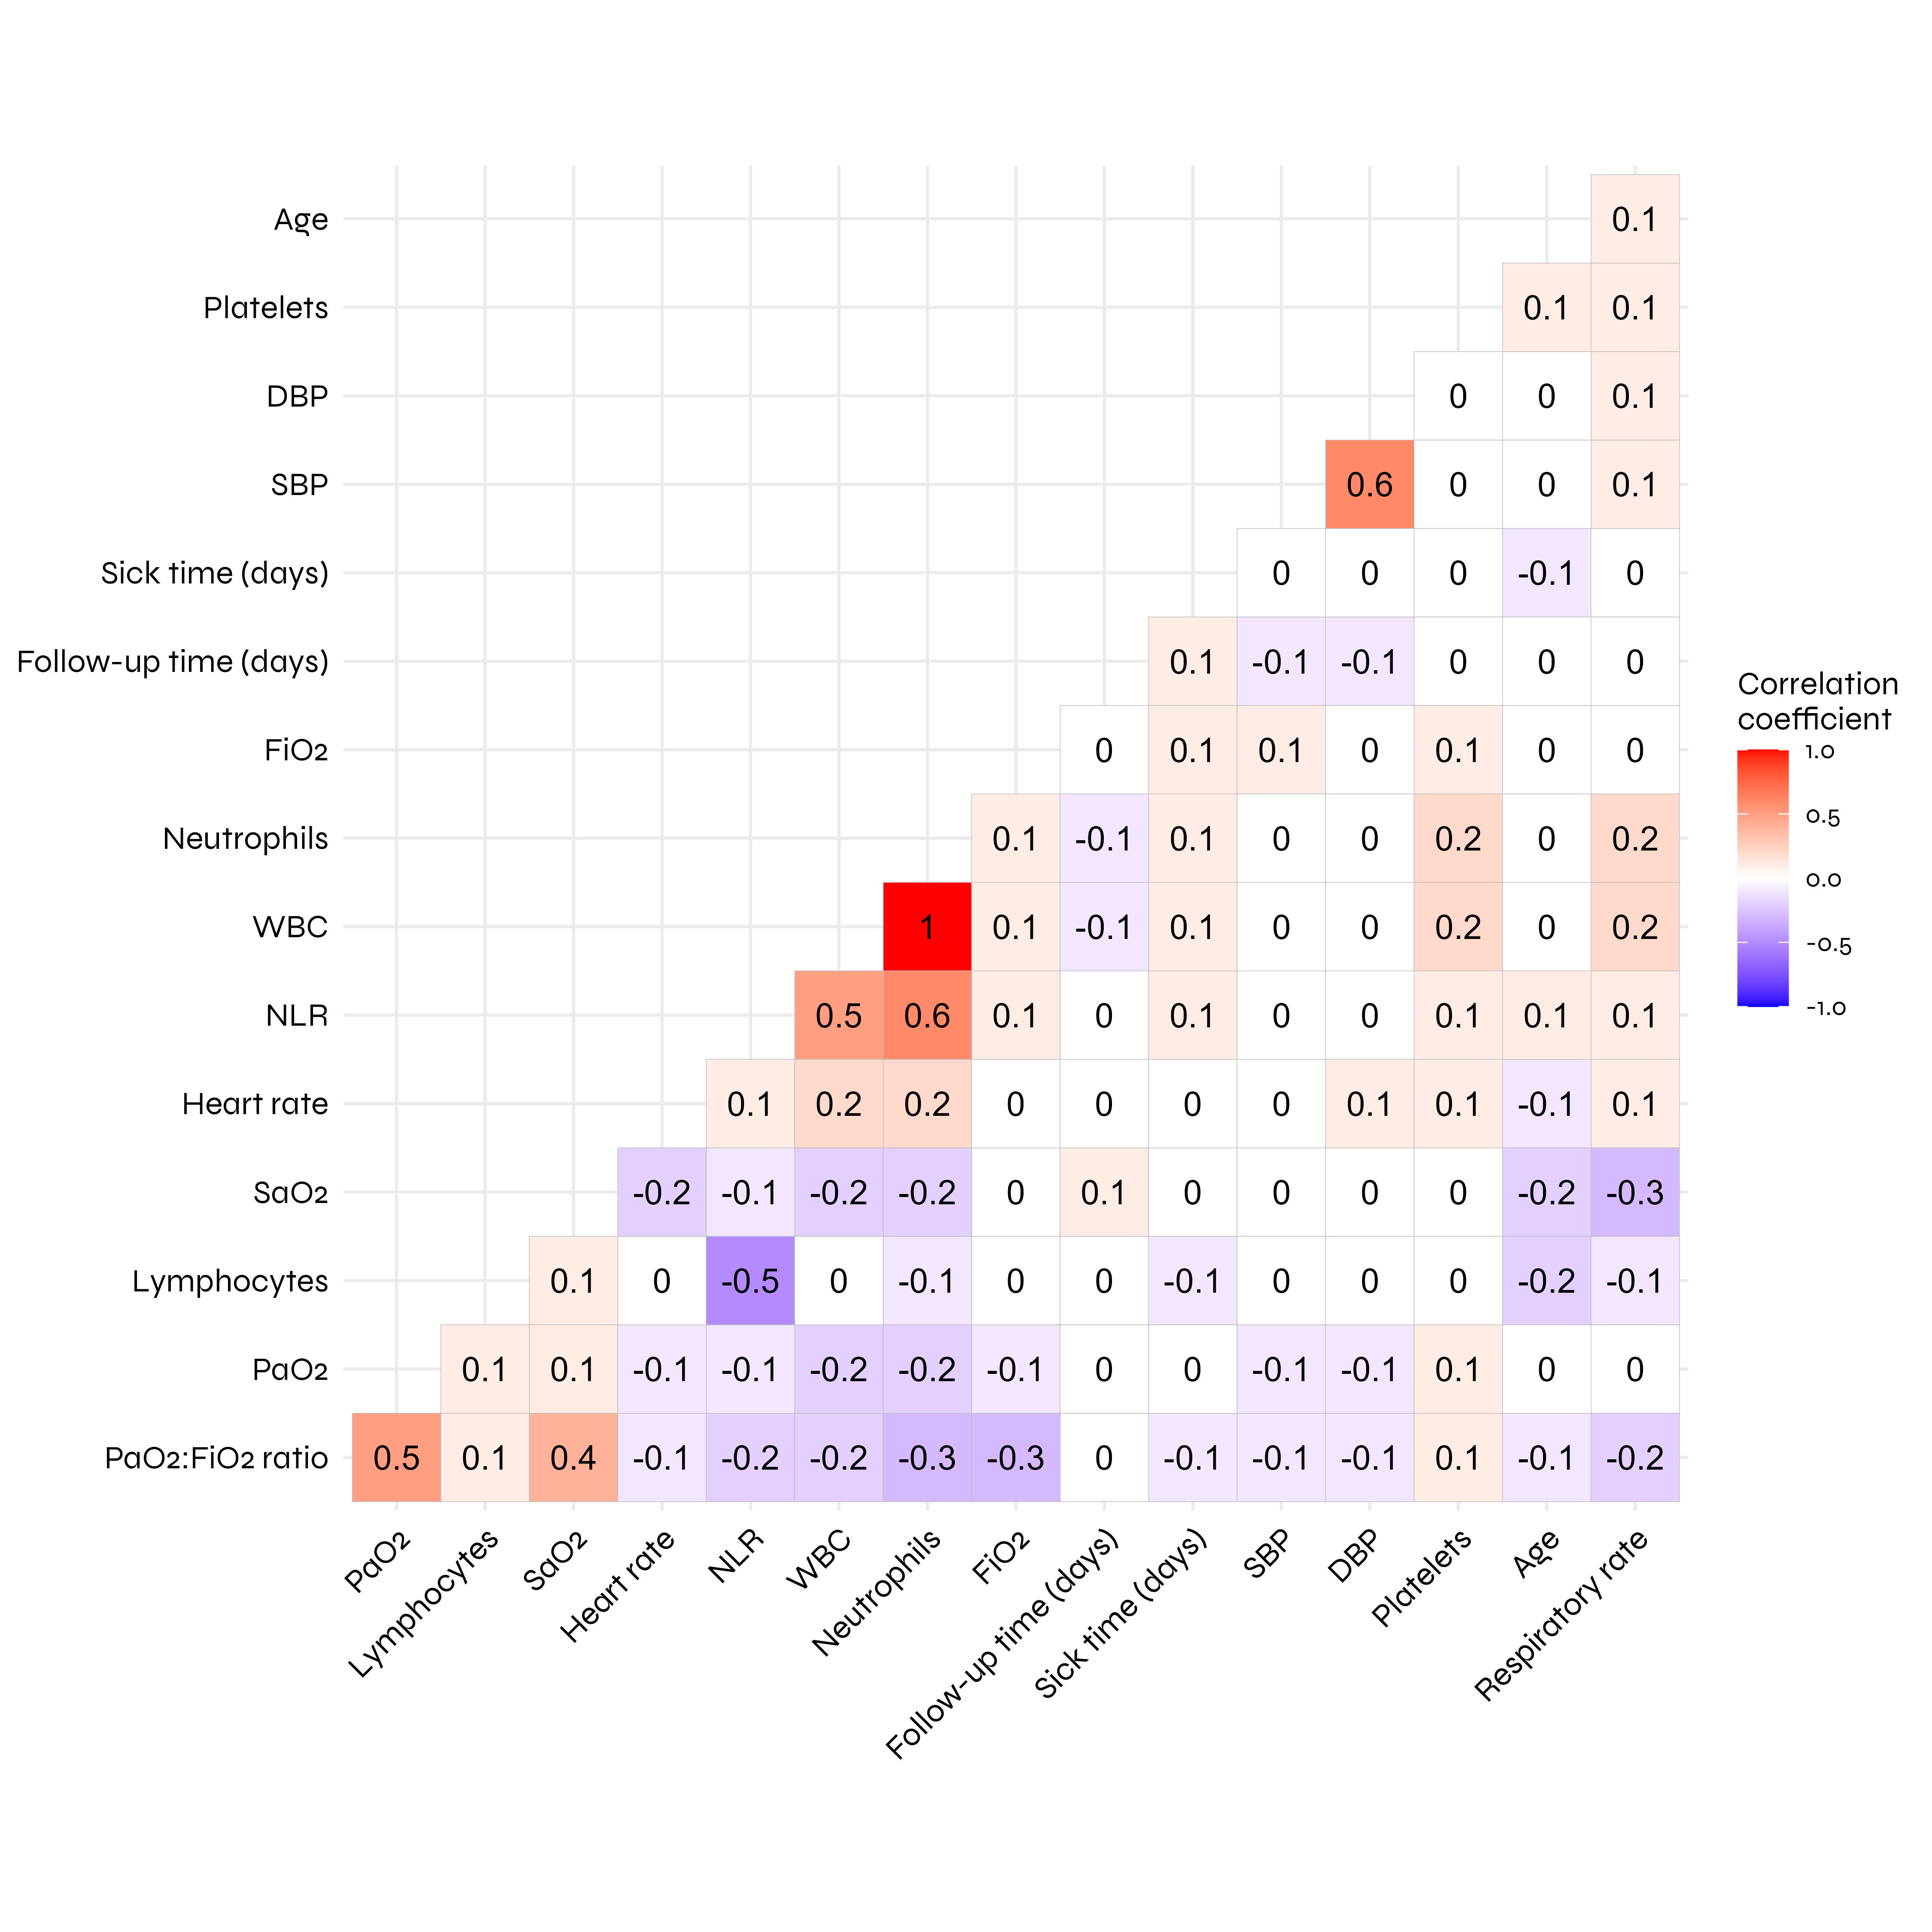 Age 0.1
Platelets 0.1 0.1
DBP 0 0 0.1
SBP 0.6 0 0 0.1
Sick time (days) 0 0 0 -0.1 0
Follow-up time (days) 0.1 -0.1 -0.1 0 0 0
FiO2 0 0.1 0.1 0 0.1 0 0
Neutrophils 0.1 -0.1 0.1 0 0 0.2 0 0.2
WBC 1 0.1 -0.1 0.1 0 0 0.2 0 0.2
NLR 0.5 0.6 0.1 0 0.1 0 0 0.1 0.1 0.1
Heart rate 0.1 0.2 0.2 0 0 0 0 0.1 0.1 -0.1 0.1
SaO2 -0.2 -0.1 -0.2 -0.2 0 0.1 0 0 0 0 -0.2 -0.3
Lymphocytes 0.1 0 -0.5 0 -0.1 0 0 -0.1 0 0 0 -0.2 -0.1
PaO2 0.1 0.1 -0.1 -0.1 -0.2 -0.2 -0.1 0 0 -0.1 -0.1 0.1 0 0
PaO2:FiO2 ratio 0.5 0.1 0.4 -0.1 -0.2 -0.2 -0.3 -0.3 0 -0.1 -0.1 -0.1 0.1 -0.1 -0.2
PaO2
Lymphocytes
SaO2
Heart rate
NLR
WBC
Neutrophils
FiO2
Follow-up time (days)
Sick time (days)
SBP
DBP
Platelets
Age
Respiratory rate
Correlation
coefficient
1.0
0.5
0.0
-0.5
-1.0